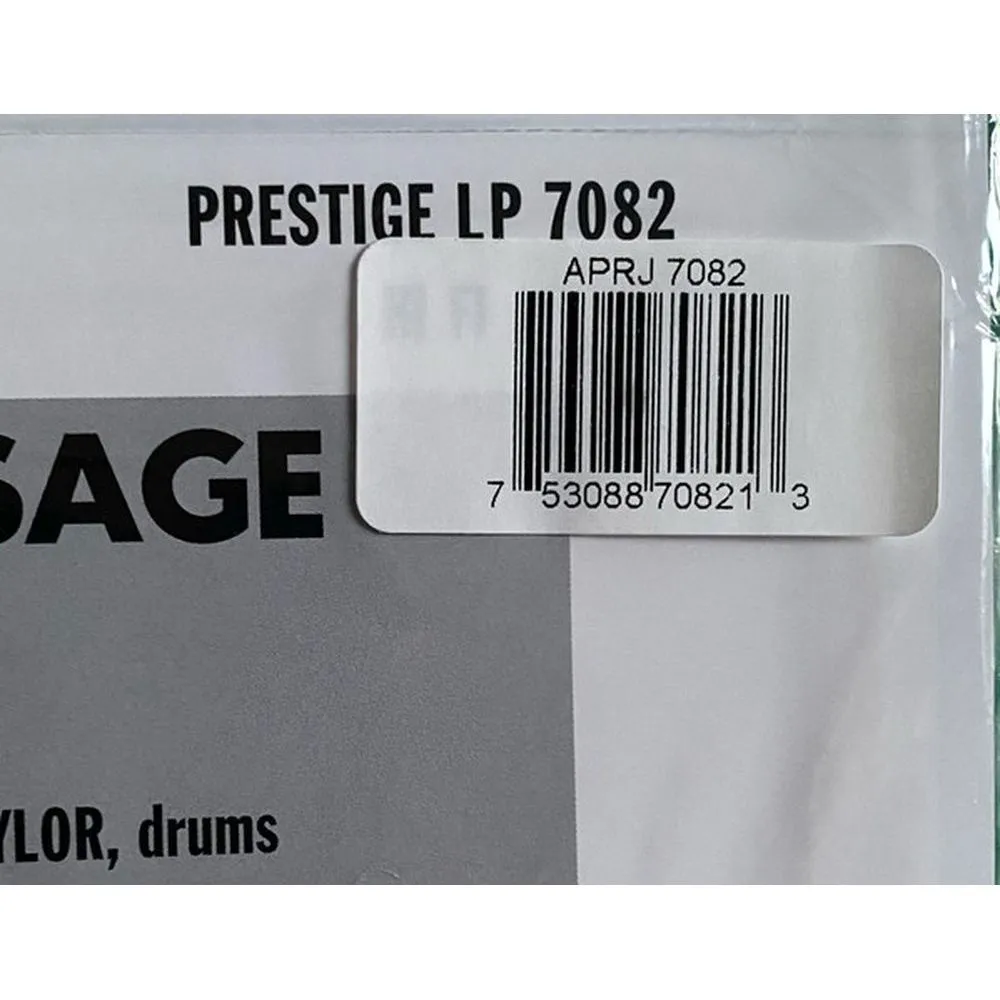 PRESTIGE LP 7082
APRJ 7082
7 53088 70821 3
SAGE
YLOR, drums